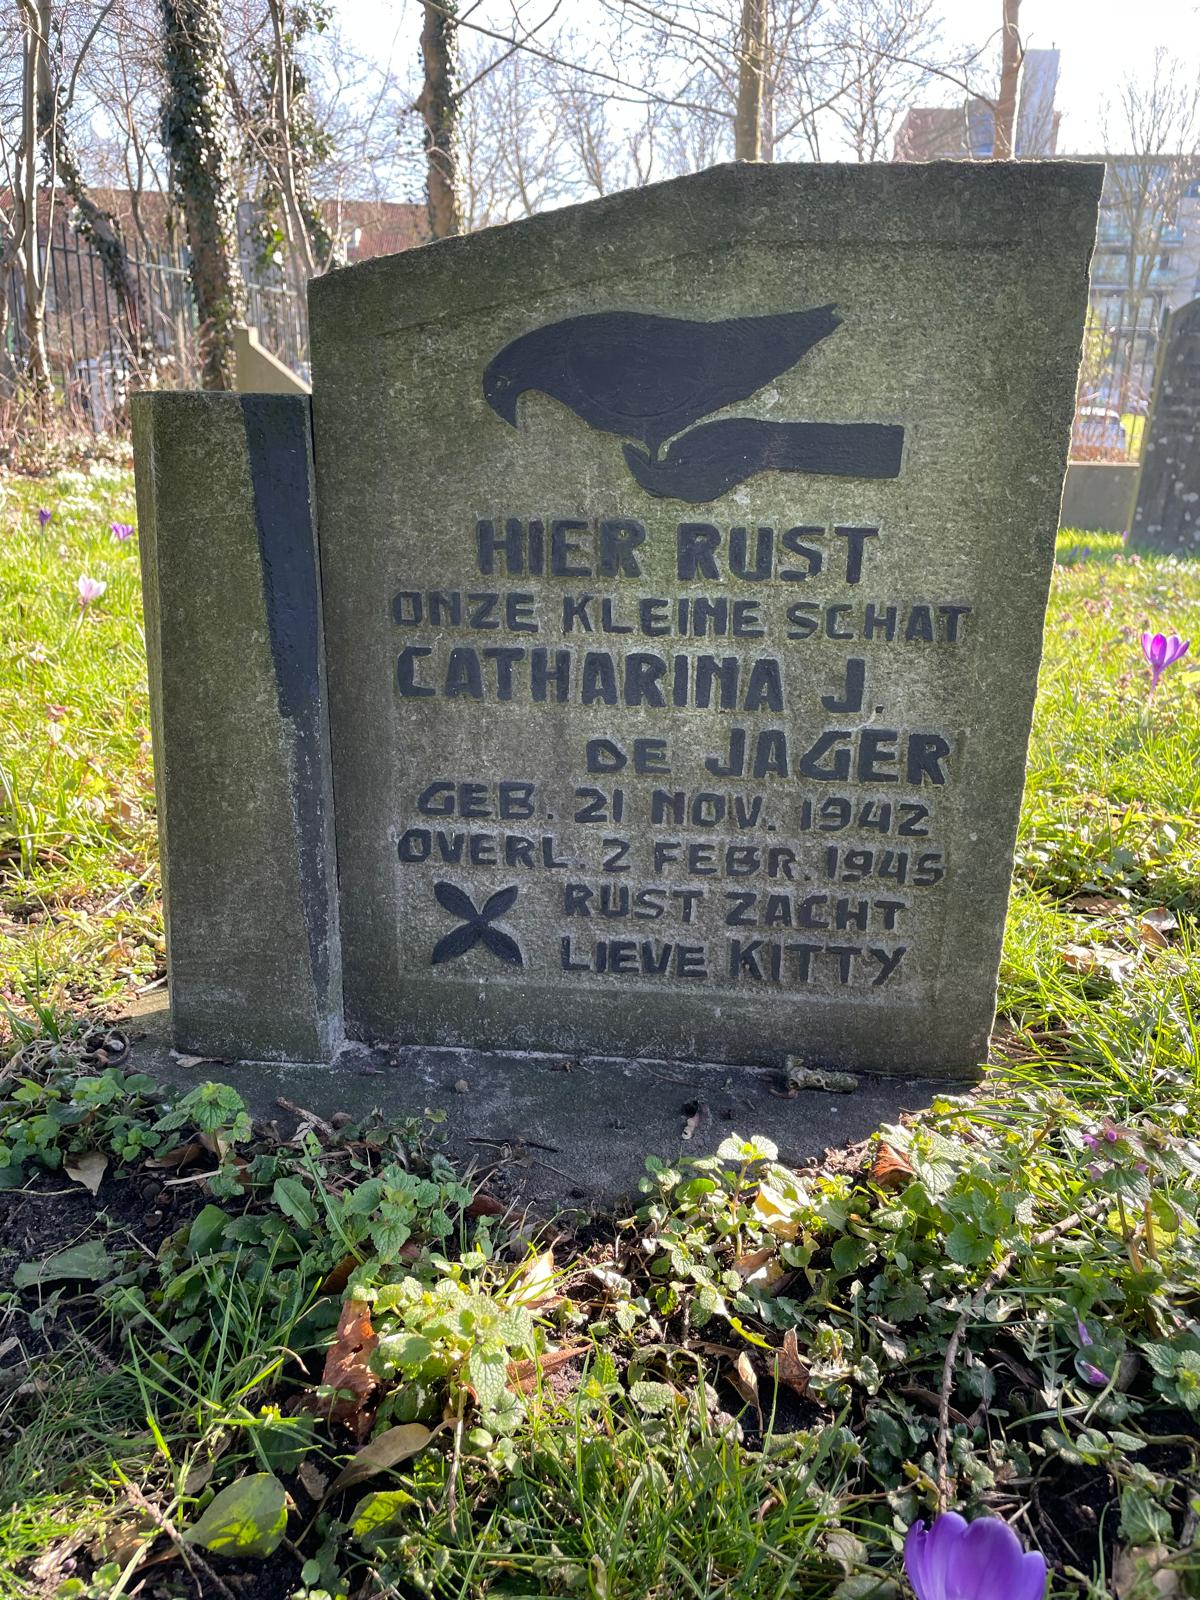 HIER RUST
ONZE KLEINE SCHAT
CATHARINA J.
DE JAGER
GEB. 21 NOV. 1942
OVERL. 2 FEBR. 1945
RUST ZACHT
LIEVE KITTY